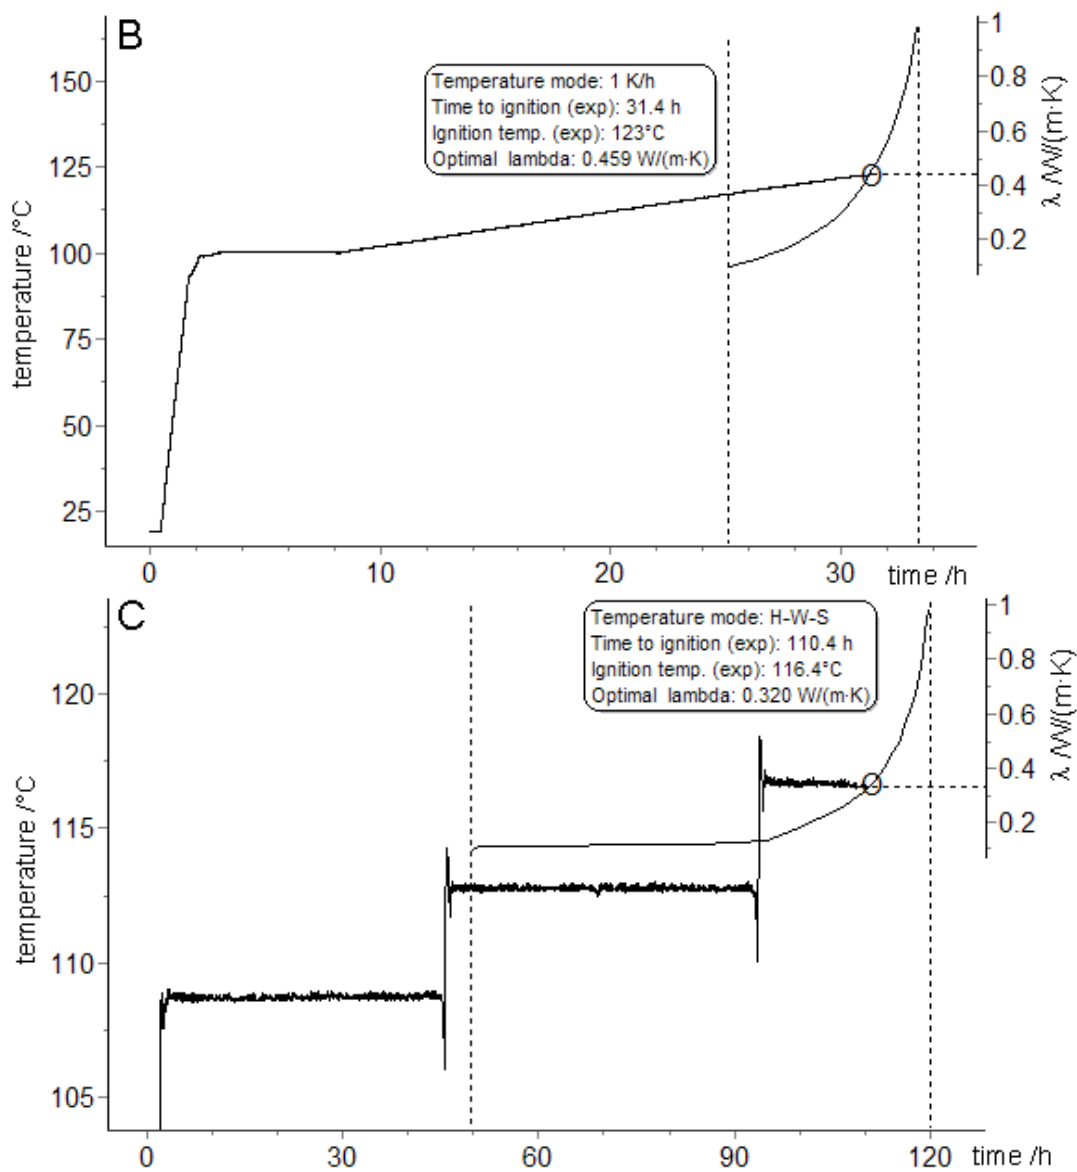 B
Temperature mode: 1 K/h
Time to ignition (exp): 31.4 h
Ignition temp. (exp): 123°C
Optimal lambda: 0.459 W/(m·K)
temperature /°C
150
125
100
75
50
25
0
10
20
30
time /h
1
0.8
0.6
0.4
0.2
λ /W/(m·K)
C
Temperature mode: H-W-S
Time to ignition (exp): 110.4 h
Ignition temp. (exp): 116.4°C
Optimal lambda: 0.320 W/(m·K)
temperature /°C
120
115
110
105
0
30
60
90
120
time /h
1
0.8
0.6
0.4
0.2
λ /W/(m·K)